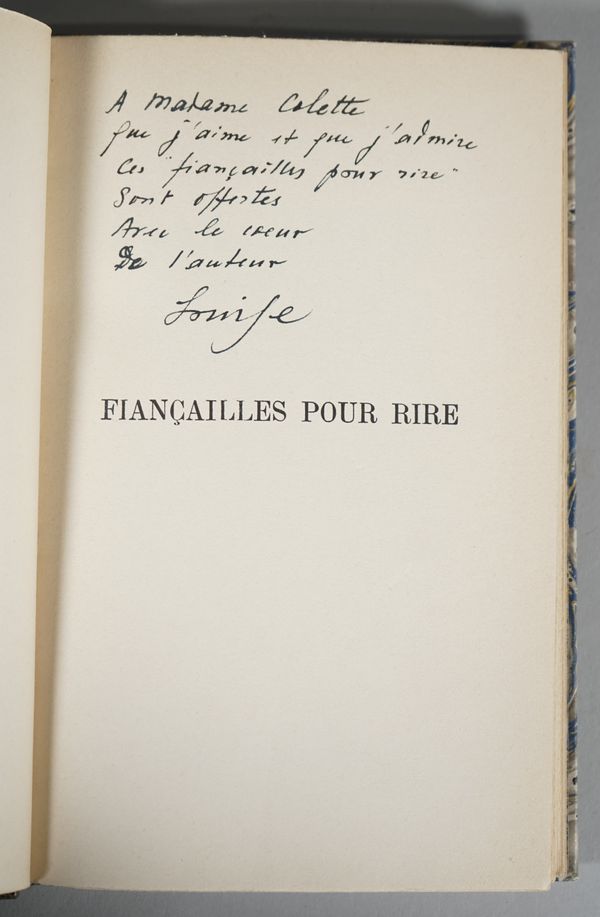 A Madame Colette
que j'aime et que j'admire
ces "fiançailles pour rire"
Sont offertes
Avec le coeur
De l'auteur
Louise
FIANÇAILLES POUR RIRE